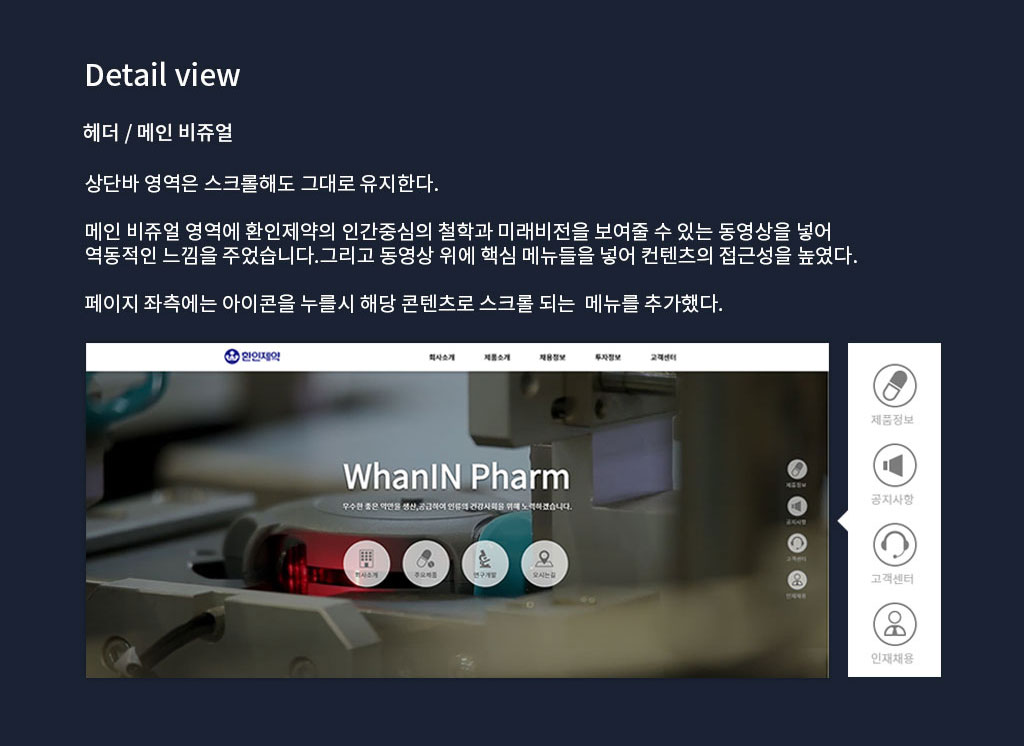 Detail view
헤더 / 메인 비쥬얼
상단바 영역은 스크롤해도 그대로 유지한다.
메인 비쥬얼 영역에 환인제약의 인간중심의 철학과 미래비전을 보여줄 수 있는 동영상을 넣어
역동적인 느낌을 주었습니다.그리고 동영상 위에 핵심 메뉴들을 넣어 컨텐츠의 접근성을 높였다.
페이지 좌측에는 아이콘을 누를시 해당 콘텐츠로 스크롤 되는 메뉴를 추가했다.
환인제약 회사소개 제품소개 채용정보 투자정보 고객센터
WhanIN Pharm
우수한 좋은 의약품 생산,공급하여 인류의 건강사회를 위해 노력하겠습니다.
회사소개 주요제품 연구개발 오시는길
제품정보
공지사항
고객센터
인재채용
제품정보
공지사항
고객센터
인재채용